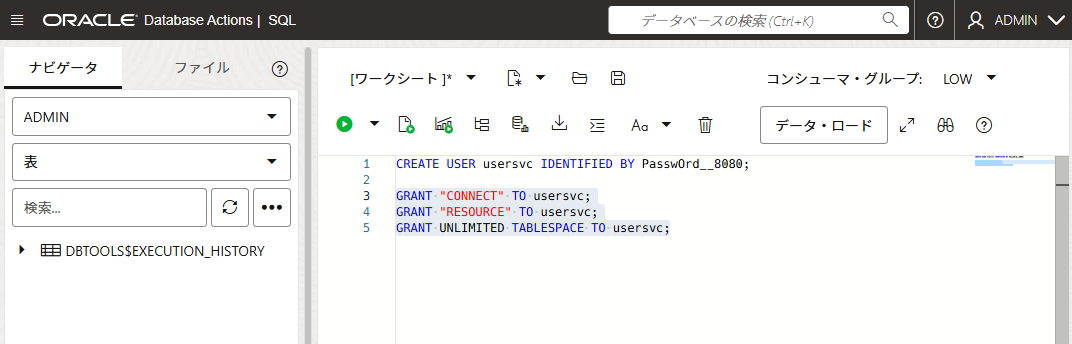 ORACLE Database Actions | SQL
データベースの検索 (Ctrl+K)
ADMIN
ナビゲータ
ファイル
ADMIN
表
検索...
DBTOOLS$EXECUTION_HISTORY
[ワークシート ]*
コンシューマ・グループ:
LOW
Aa
データ・ロード
1 CREATE USER usersvc IDENTIFIED BY PasswOrd__8080;
2
3 GRANT "CONNECT" TO usersvc;
4 GRANT "RESOURCE" TO usersvc;
5 GRANT UNLIMITED TABLESPACE TO usersvc;